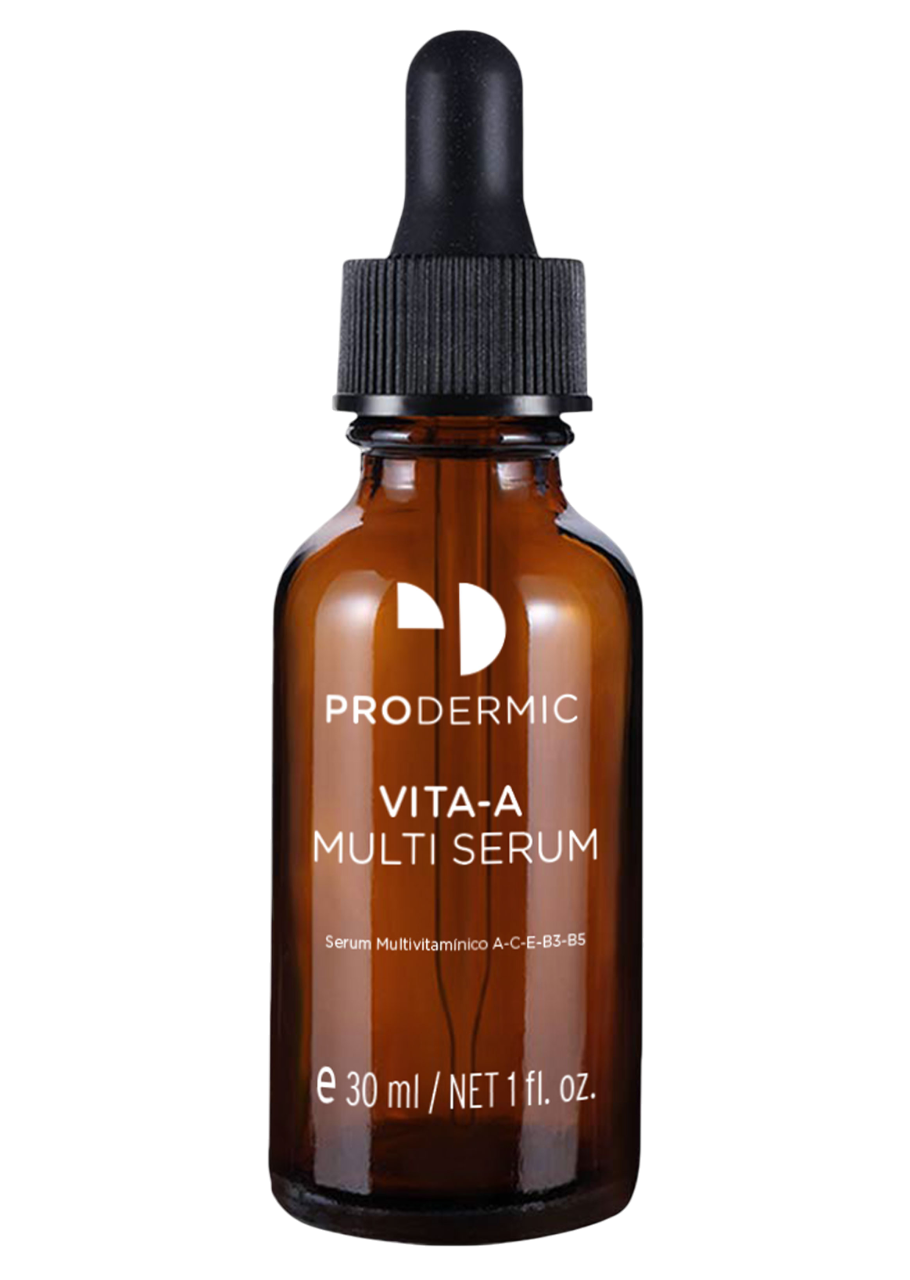 PRODERMIC
VITA-A
MULTI SERUM
Serum Multivitamínico A-C-E-B3-B5
e 30 ml / NET 1 fl. oz.